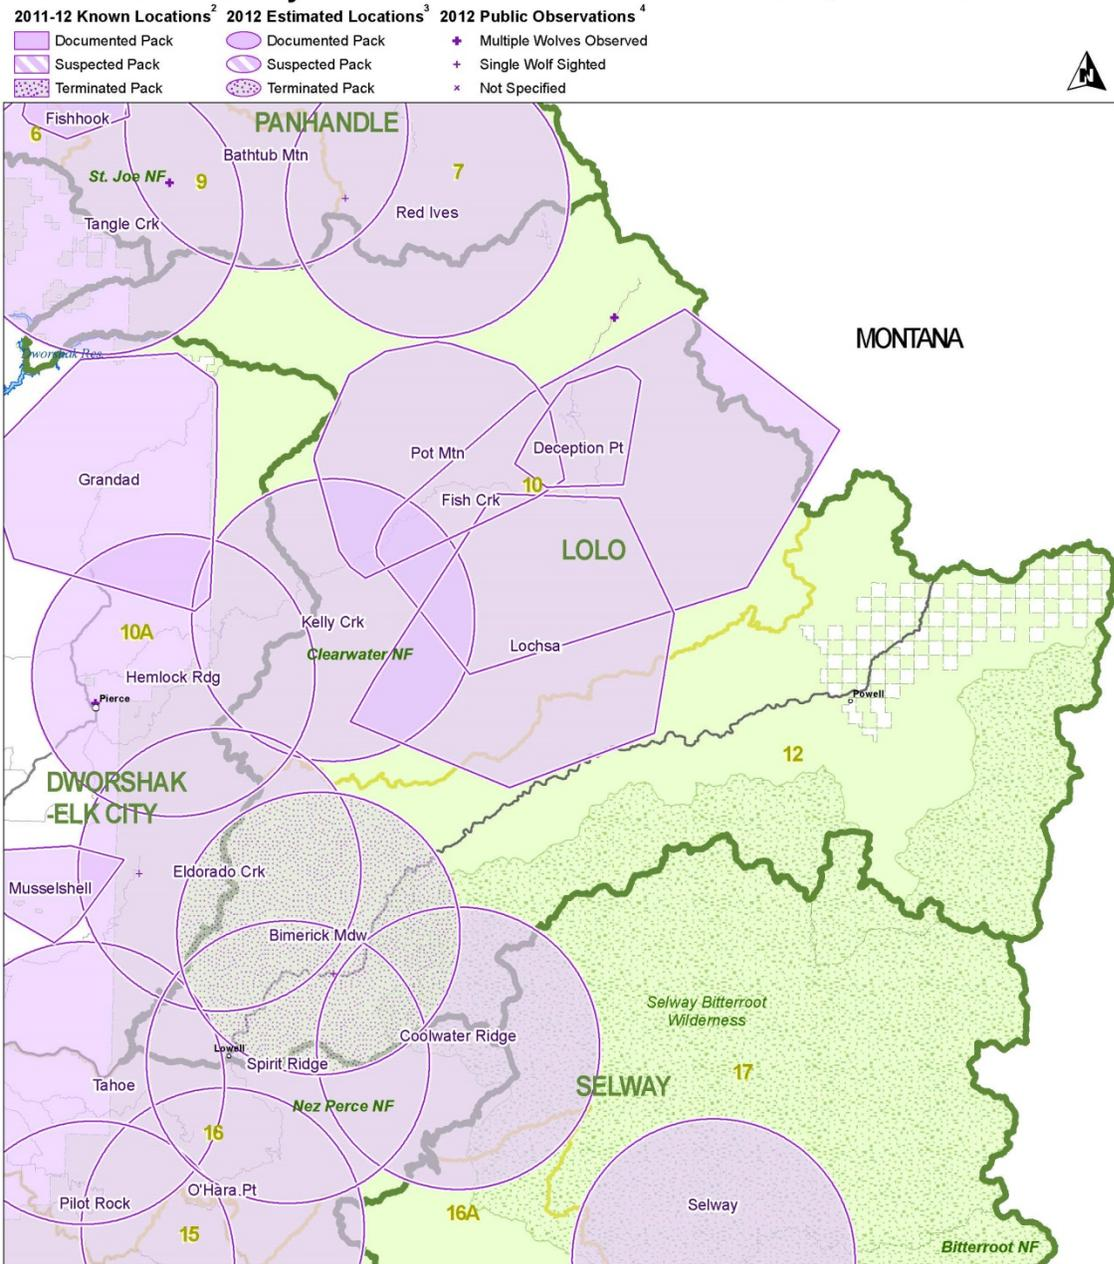 2011-12 Known Locations2 2012 Estimated Locations3 2012 Public Observations 4
Documented Pack Documented Pack Multiple Wolves Observed
Suspected Pack Suspected Pack Single Wolf Sighted
Terminated Pack Terminated Pack Not Specified
N
Fishhook
PANHANDLE
6
Bathtub Mtn
7
St. Joe NF
9
Red Ives
Tangle Crk
MONTANA
Dworshak Res.
Deception Pt
Pot Mtn
Grandad
10
Fish Crk
LOLO
Kelly Crk
10A
Lochsa
Clearwater NF
Hemlock Rdg
Powell
Pierce
12
DWORSHAK
-ELK CITY
Eldorado Crk
Musselshell
Bimerick Mdw
Selway Bitterroot
Wilderness
Coolwater Ridge
Lowell
Spirit Ridge
17
Tahoe
SELWAY
Nez Perce NF
16
O'Hara Pt
Pilot Rock
Selway
16A
15
Bitterroot NF